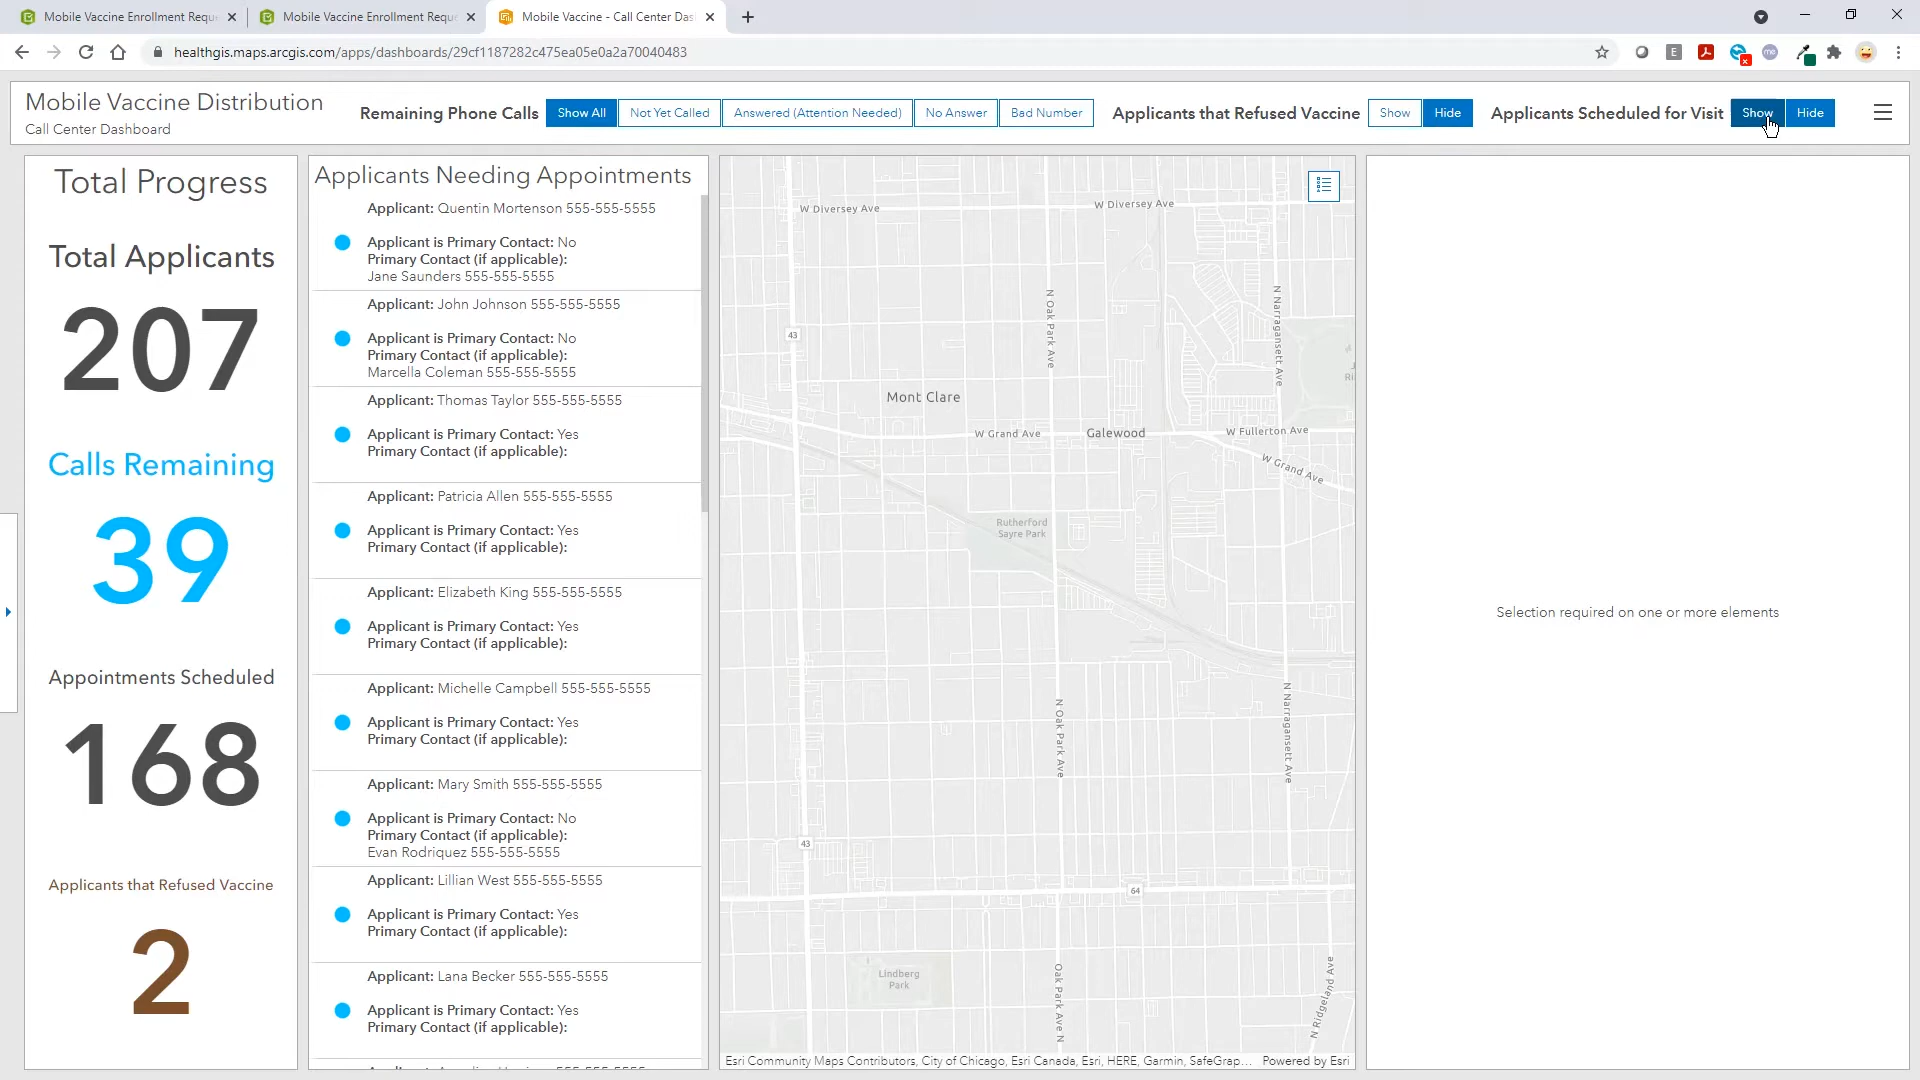 Mobile Vaccine Enrollment Requ
Mobile Vaccine Enrollment Requ
Mobile Vaccine - Call Center Das
healthgis.maps.arcgis.com/apps/dashboards/29cf1187282c475ea05e0a2a70040483
Mobile Vaccine Distribution
Call Center Dashboard
Remaining Phone Calls
Show All
Not Yet Called
Answered (Attention Needed)
No Answer
Bad Number
Applicants that Refused Vaccine
Show
Hide
Applicants Scheduled for Visit
Show
Hide
Total Progress
Total Applicants
207
Calls Remaining
39
Appointments Scheduled
168
Applicants that Refused Vaccine
2
Applicants Needing Appointments
Applicant: Quentin Mortenson 555-555-5555
Applicant is Primary Contact: No
Primary Contact (if applicable):
Jane Saunders 555-555-5555
Applicant: John Johnson 555-555-5555
Applicant is Primary Contact: No
Primary Contact (if applicable):
Marcella Coleman 555-555-5555
Applicant: Thomas Taylor 555-555-5555
Applicant is Primary Contact: Yes
Primary Contact (if applicable):
Applicant: Patricia Allen 555-555-5555
Applicant is Primary Contact: Yes
Primary Contact (if applicable):
Applicant: Elizabeth King 555-555-5555
Applicant is Primary Contact: Yes
Primary Contact (if applicable):
Applicant: Michelle Campbell 555-555-5555
Applicant is Primary Contact: Yes
Primary Contact (if applicable):
Applicant: Mary Smith 555-555-5555
Applicant is Primary Contact: No
Primary Contact (if applicable):
Evan Rodriquez 555-555-5555
Applicant: Lillian West 555-555-5555
Applicant is Primary Contact: Yes
Primary Contact (if applicable):
Applicant: Lana Becker 555-555-5555
Applicant is Primary Contact: Yes
Primary Contact (if applicable):
W Diversey Ave
W Diversey Ave
N Oak Park Ave
N Narragansett Ave
43
Mont Clare
W Grand Ave
Galewood
W Fullerton Ave
W Grand Ave
Rutherford
Sayre Park
N Oak Park Ave
N Narragansett Ave
43
64
Lindberg
Park
Oak Park Ave N
N Ridgeland Ave
Esri Community Maps Contributors, City of Chicago, Esri Canada, Esri, HERE, Garmin, SafeGrap...
Powered by Esri
Selection required on one or more elements